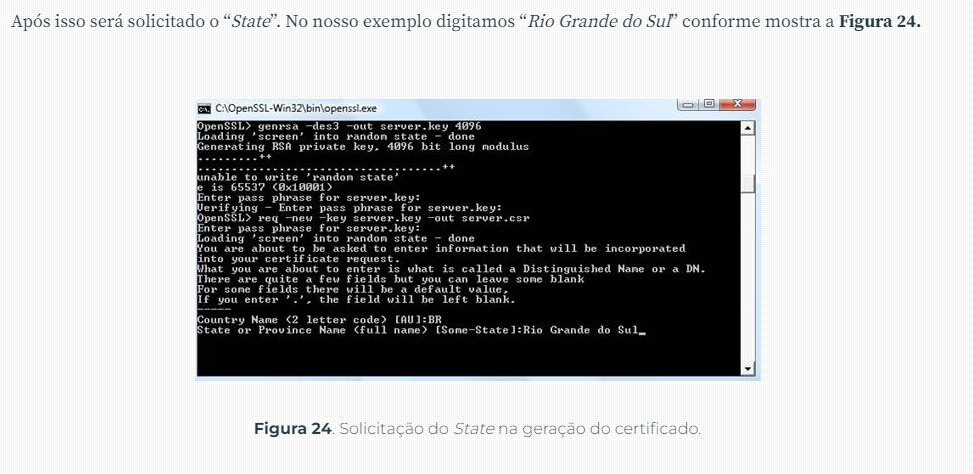 Após isso será solicitado o “State”. No nosso exemplo digitamos “Rio Grande do Sul” conforme mostra a Figura 24.
C:\OpenSSL-Win32\bin\openssl.exe
OpenSSL> genrsa -des3 -out server.key 4096
Loading 'screen' into random state - done
Generating RSA private key, 4096 bit long modulus
.........++
....................................++
unable to write 'random state'
e is 65537 (0x10001)
Enter pass phrase for server.key:
Verifying - Enter pass phrase for server.key:
OpenSSL> req -new -key server.key -out server.csr
Enter pass phrase for server.key:
Loading 'screen' into random state - done
You are about to be asked to enter information that will be incorporated
into your certificate request.
What you are about to enter is what is called a Distinguished Name or a DN.
There are quite a few fields but you can leave some blank
For some fields there will be a default value,
If you enter '.', the field will be left blank.
-----
Country Name (2 letter code) [AU]:BR
State or Province Name (full name) [Some-State]:Rio Grande do Sul_
Figura 24. Solicitação do State na geração do certificado.